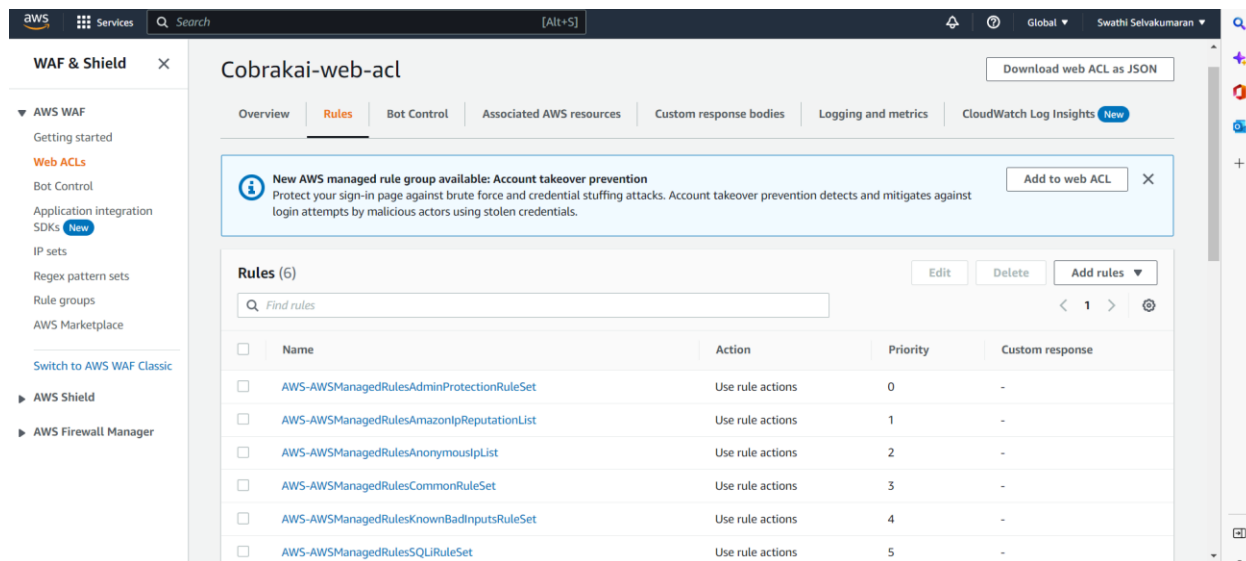 aws
Services
Search
[Alt+S]
Global
Swathi Selvakumaran
WAF & Shield
AWS WAF
Getting started
Web ACLs
Bot Control
Application integration
SDKs New
IP sets
Regex pattern sets
Rule groups
AWS Marketplace
Switch to AWS WAF Classic
AWS Shield
AWS Firewall Manager
Cobrakai-web-acl
Download web ACL as JSON
Overview Rules Bot Control Associated AWS resources Custom response bodies Logging and metrics CloudWatch Log Insights New
New AWS managed rule group available: Account takeover prevention
Protect your sign-in page against brute force and credential stuffing attacks. Account takeover prevention detects and mitigates against
login attempts by malicious actors using stolen credentials.
Add to web ACL
Rules (6)
Edit Delete Add rules
Find rules
1
Name Action Priority Custom response
AWS-AWSManagedRulesAdminProtectionRuleSet Use rule actions 0 -
AWS-AWSManagedRulesAmazonIpReputationList Use rule actions 1 -
AWS-AWSManagedRulesAnonymousIpList Use rule actions 2 -
AWS-AWSManagedRulesCommonRuleSet Use rule actions 3 -
AWS-AWSManagedRulesKnownBadInputsRuleSet Use rule actions 4 -
AWS-AWSManagedRulesSQLiRuleSet Use rule actions 5 -